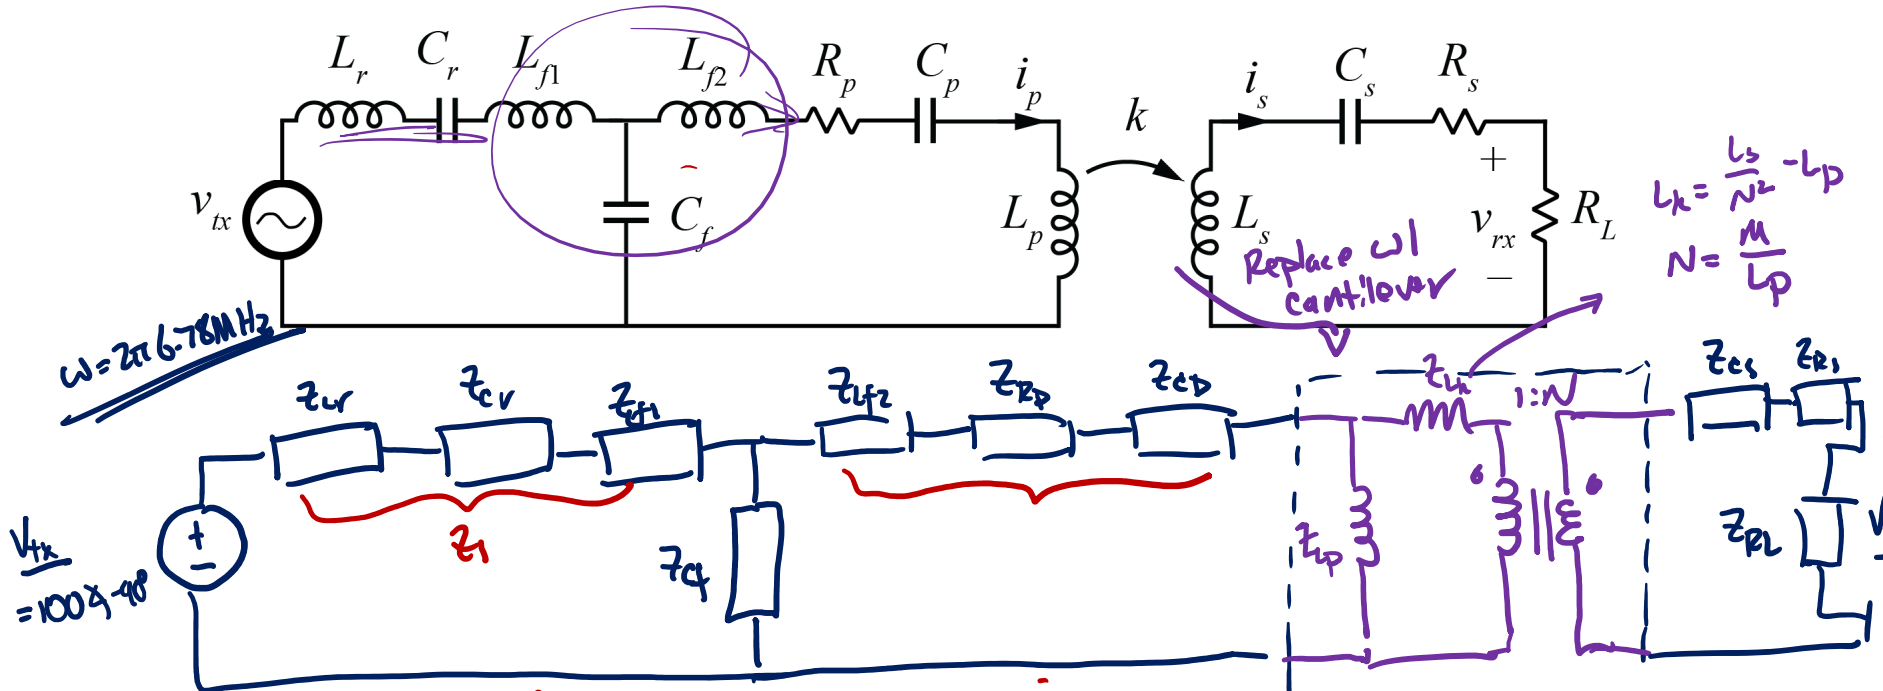 L_r C_r L_f1 L_f2 R_p C_p i_p k i_s C_s R_s
v_tx C_f L_p L_s + v_rx − R_L
L_k = L_s/N² - L_p
N = M/L_p
Replace w/
cantilever
ω = 2π 6.78MHz
Z_Lr Z_Cr Z_Lf1 Z_Lf2 Z_Rp Z_Cp Z_Lk 1:N Z_Cs Z_Rs
Z_1 Z_Cf Z_Lp Z_RL V
V_tx
+
−
= 100∡-90°